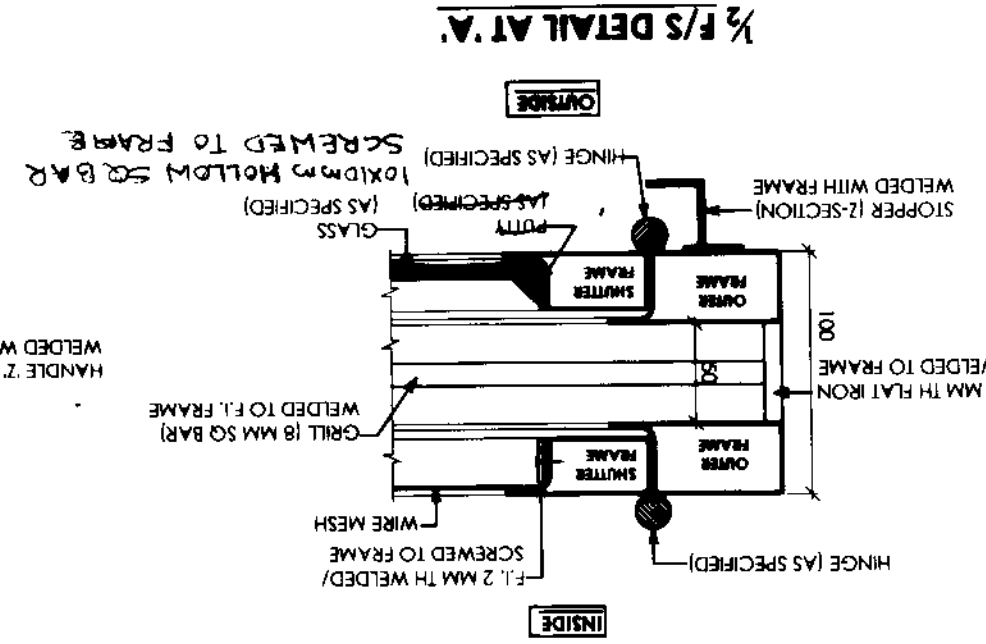 INSIDE
HINGE (AS SPECIFIED)
F.I. 2 MM TH WELDED/
SCREWED TO FRAME
WIRE MESH
OUTER
FRAME
SHUTTER
FRAME
GRILL (8 MM SQ BAR)
WELDED TO F.I. FRAME
MM TH FLAT IRON
WELDED TO FRAME
HANDLE 'Z'
WELDED W
100
50
OUTER
FRAME
SHUTTER
FRAME
STOPPER (Z-SECTION)
WELDED WITH FRAME
HINGE (AS SPECIFIED)
PUTTY
(AS SPECIFIED)
GLASS
(AS SPECIFIED)
10X10mm HOLLOW SQ BAR
SCREWED TO FRAME
OUTSIDE
½ F/S DETAIL AT 'A'